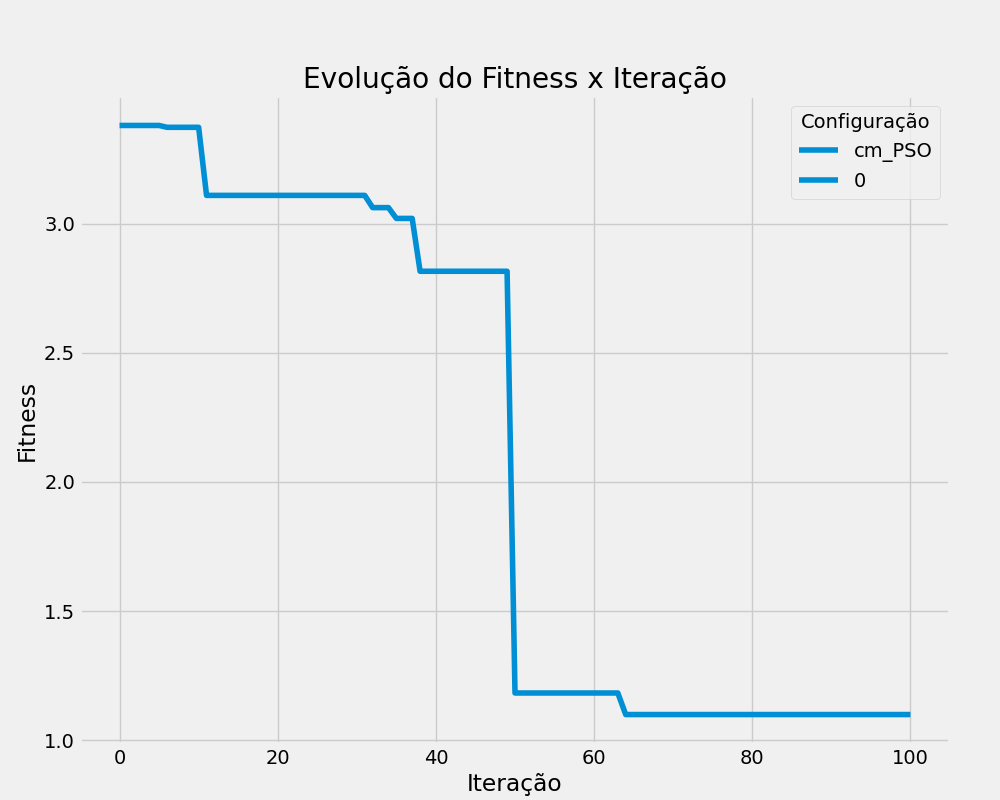 Evolução do Fitness x Iteração
Configuração
cm_PSO
0
3.0
2.5
2.0
1.5
1.0
Fitness
0 20 40 60 80 100
Iteração